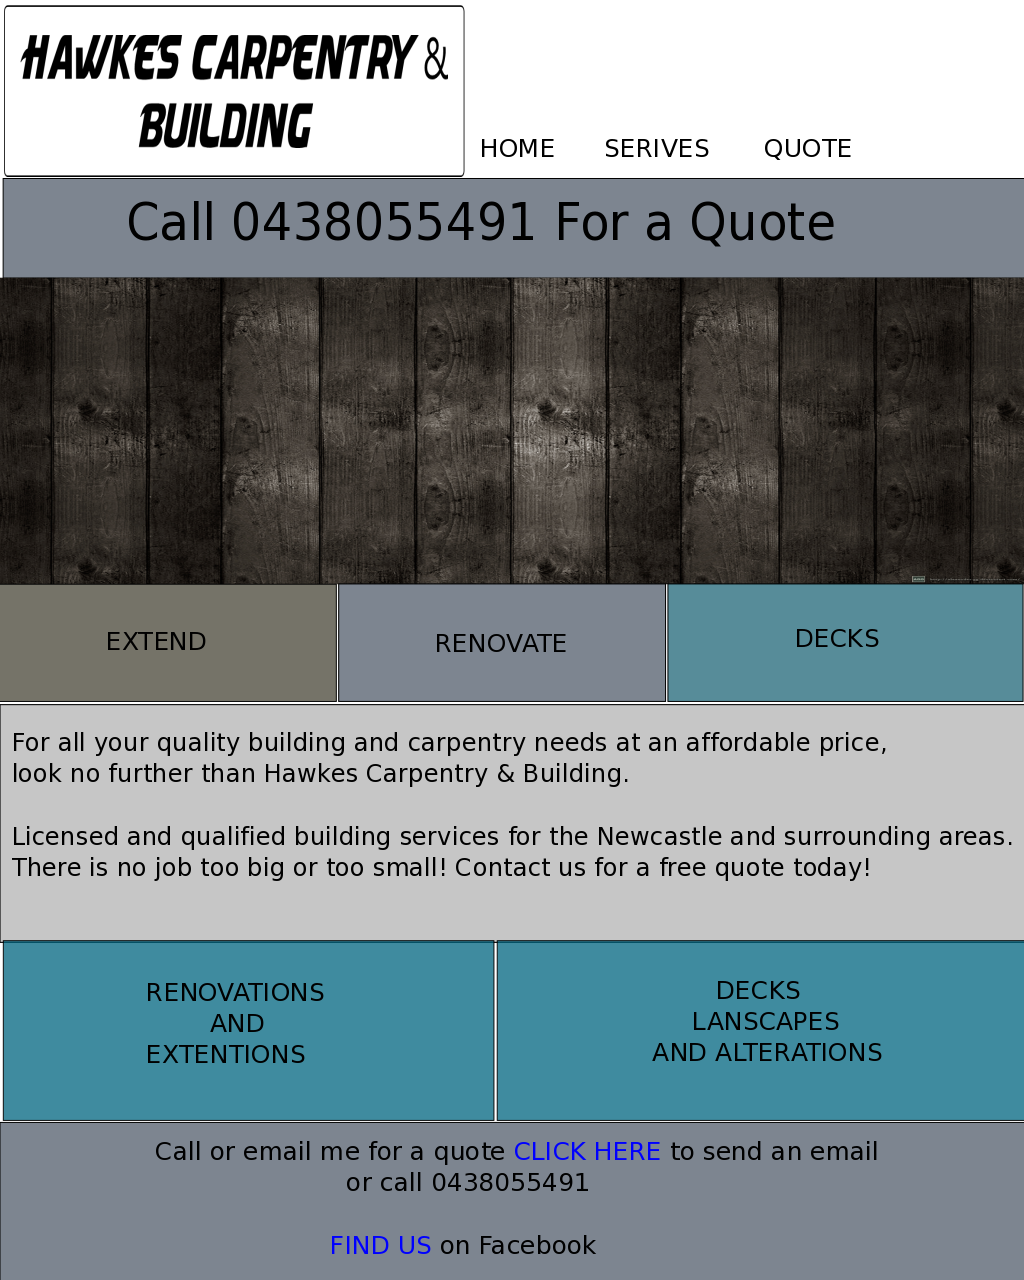 HAWKES CARPENTRY &
BUILDING
HOME SERIVES QUOTE
Call 0438055491 For a Quote
EXTEND
RENOVATE
DECKS
For all your quality building and carpentry needs at an affordable price,
look no further than Hawkes Carpentry & Building.
Licensed and qualified building services for the Newcastle and surrounding areas.
There is no job too big or too small! Contact us for a free quote today!
RENOVATIONS
AND
EXTENTIONS
DECKS
LANSCAPES
AND ALTERATIONS
Call or email me for a quote CLICK HERE to send an email
or call 0438055491
FIND US on Facebook